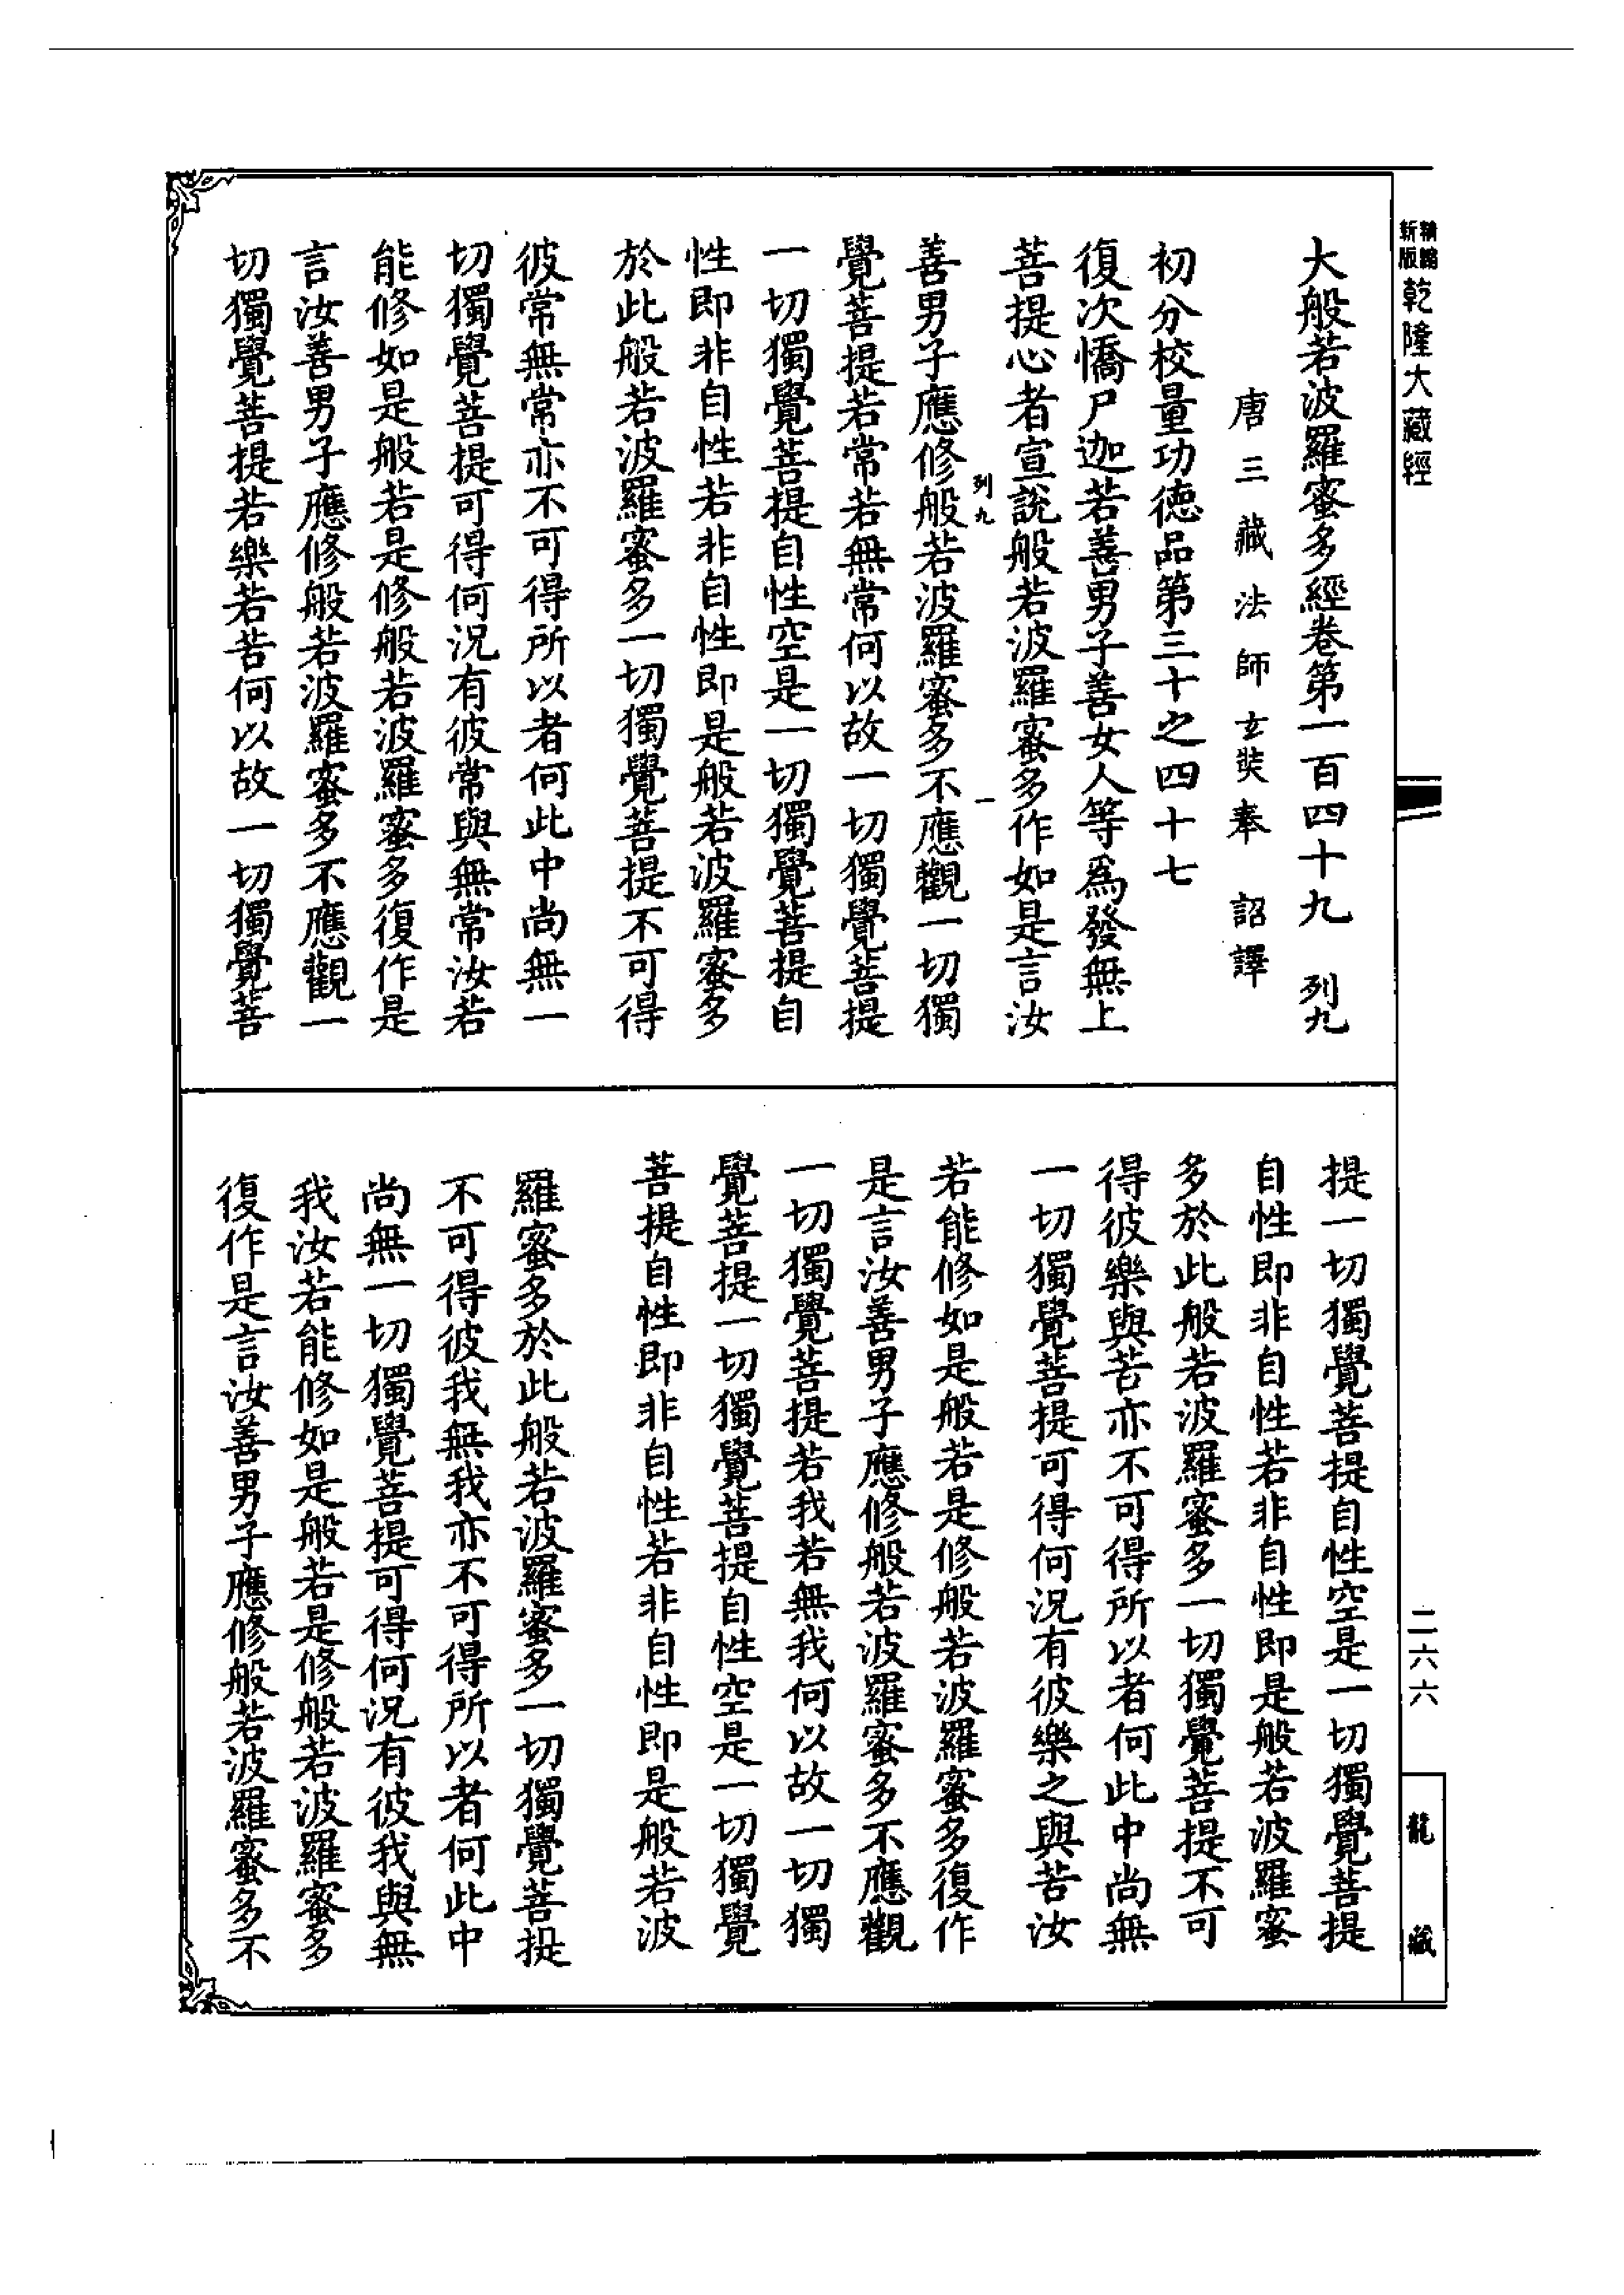 精編
新版
乾隆大藏經
大般若波羅蜜多經卷第一百四十九 列九
唐三藏法師玄奘奉 詔譯
初分校量功德品第三十之四十七
復次憍尸迦若善男子善女人等爲發無上
菩提心者宣說般若波羅蜜多作如是言汝
列九 一
善男子應修般若波羅蜜多不應觀一切獨
覺菩提若常若無常何以故一切獨覺菩提
一切獨覺菩提自性空是一切獨覺菩提自
性即非自性若非自性即是般若波羅蜜多
於此般若波羅蜜多一切獨覺菩提不可得
彼常無常亦不可得所以者何此中尚無一
切獨覺菩提可得何況有彼常與無常汝若
能修如是般若是修般若波羅蜜多復作是
言汝善男子應修般若波羅蜜多不應觀一
切獨覺菩提若樂若苦何以故一切獨覺菩
提一切獨覺菩提自性空是一切獨覺菩提
自性即非自性若非自性即是般若波羅蜜
多於此般若波羅蜜多一切獨覺菩提不可
得彼樂與苦亦不可得所以者何此中尚無
一切獨覺菩提可得何況有彼樂之與苦汝
若能修如是般若是修般若波羅蜜多復作
是言汝善男子應修般若波羅蜜多不應觀
一切獨覺菩提若我若無我何以故一切獨
覺菩提一切獨覺菩提自性空是一切獨覺
菩提自性即非自性若非自性即是般若波
羅蜜多於此般若波羅蜜多一切獨覺菩提
不可得彼我無我亦不可得所以者何此中
尚無一切獨覺菩提可得何況有彼我與無
我汝若能修如是般若是修般若波羅蜜多
復作是言汝善男子應修般若波羅蜜多不
二六六
龍藏